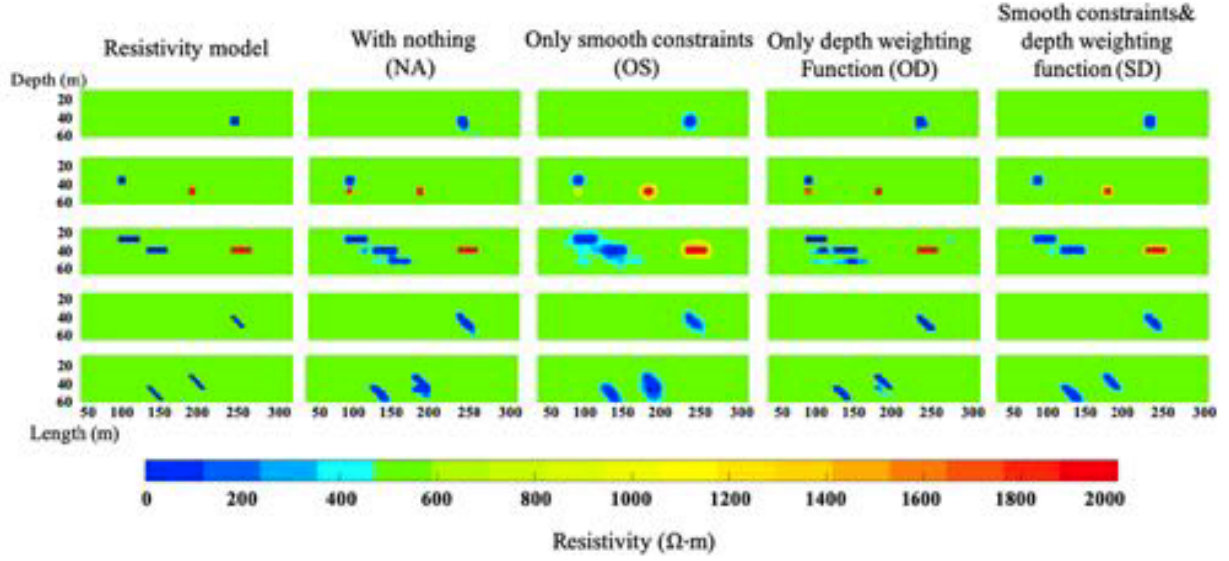 Resistivity model
With nothing
(NA)
Only smooth constraints
(OS)
Only depth weighting
Function (OD)
Smooth constraints&
depth weighting
function (SD)
Depth (m)
20
40
60
20
40
60
20
40
60
20
40
60
20
40
60
50 100 150 200 250 300
50 100 150 200 250 300
50 100 150 200 250 300
50 100 150 200 250 300
50 100 150 200 250 300
Length (m)
0 200 400 600 800 1000 1200 1400 1600 1800 2000
Resistivity (Ω·m)